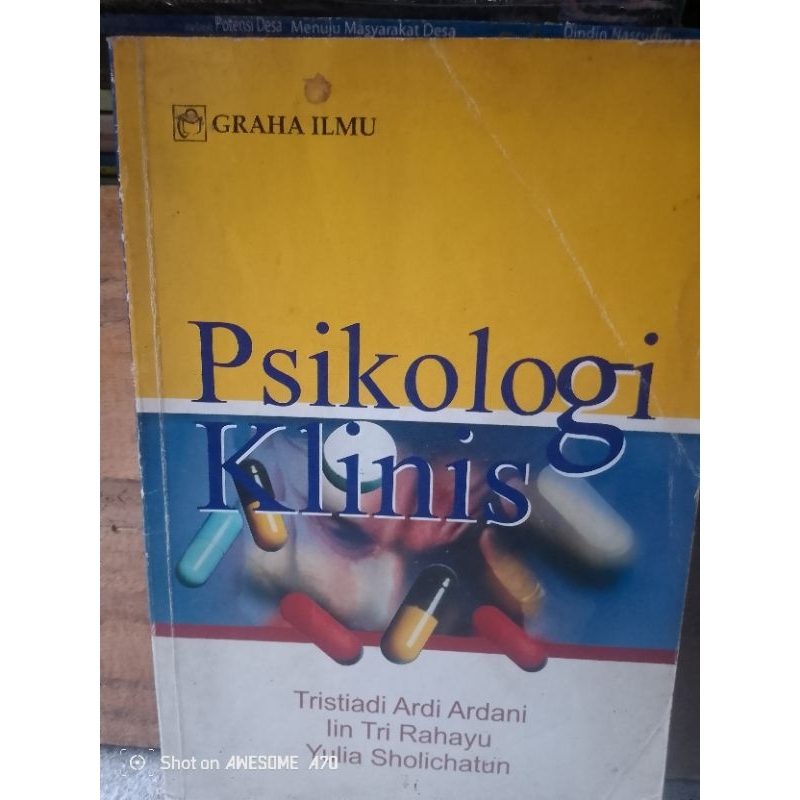 Potensi Desa Menuju Masyarakat Desa
Dindin Nasrudin
GRAHA ILMU
Psikologi
Klinis
Tristiadi Ardi Ardani
Iin Tri Rahayu
Yulia Sholichatun
Shot on AWESOME A70